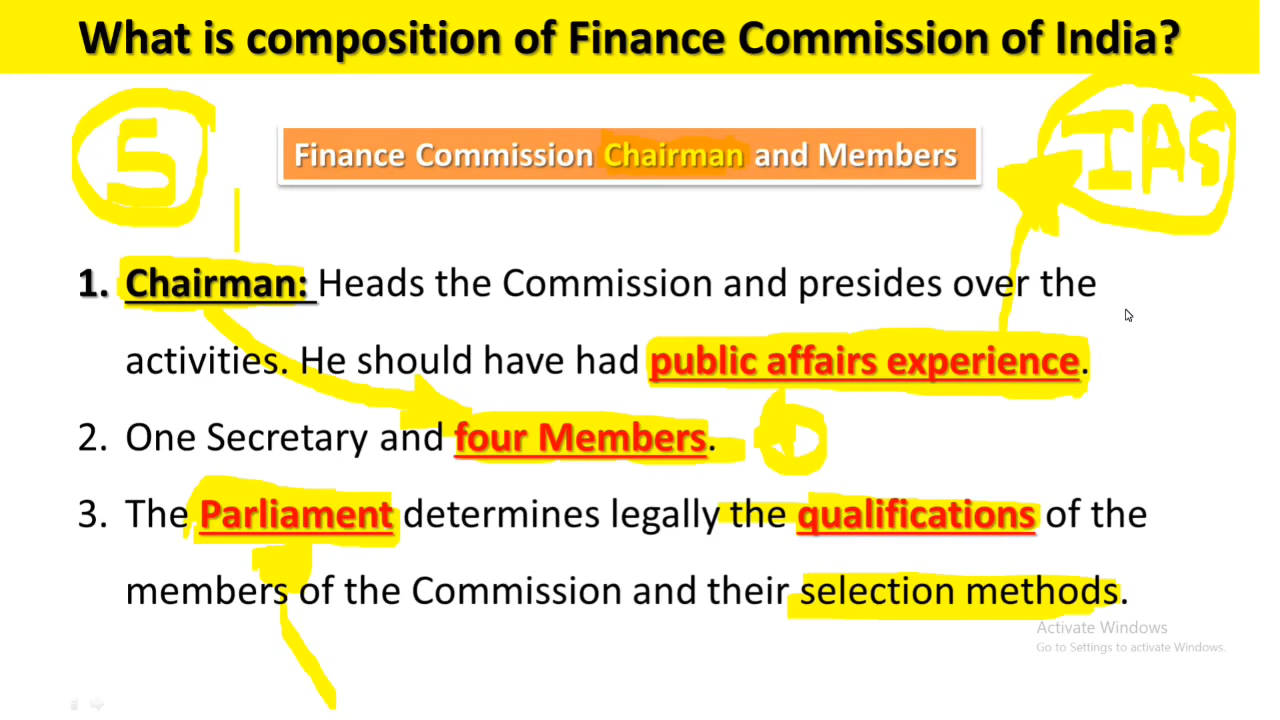 What is composition of Finance Commission of India?
5
IAS
Finance Commission Chairman and Members
1. Chairman: Heads the Commission and presides over the
activities. He should have had public affairs experience.
2. One Secretary and four Members.
3. The Parliament determines legally the qualifications of the
members of the Commission and their selection methods.
Activate Windows
Go to Settings to activate Windows.